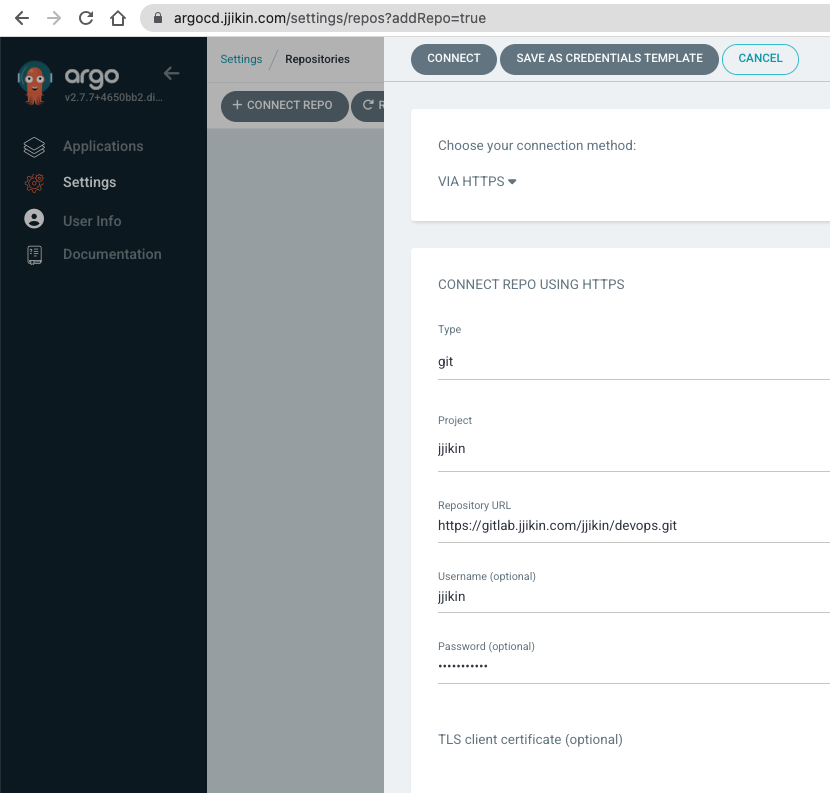 argocd.jjikin.com/settings/repos?addRepo=true
argo
v2.7.7+4650bb2.di...
Applications
Settings
User Info
Documentation
Settings / Repositories
+ CONNECT REPO
CONNECT
SAVE AS CREDENTIALS TEMPLATE
CANCEL
Choose your connection method:
VIA HTTPS
CONNECT REPO USING HTTPS
Type
git
Project
jjikin
Repository URL
https://gitlab.jjikin.com/jjikin/devops.git
Username (optional)
jjikin
Password (optional)
•••••••••••
TLS client certificate (optional)